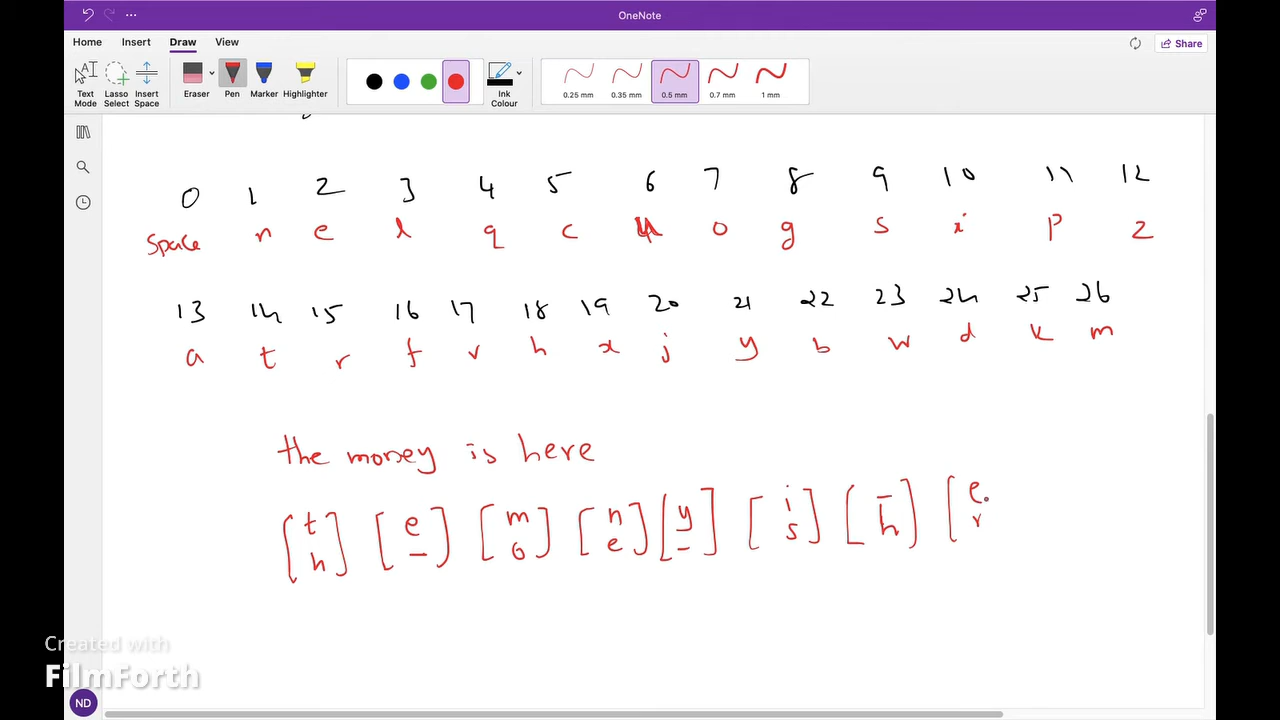 OneNote
Home Insert Draw View
Share
Text Mode Lasso Select Insert Space Eraser Pen Marker Highlighter Ink Colour 0.25 mm 0.35 mm 0.5 mm 0.7 mm 1 mm
0 1 2 3 4 5 6 7 8 9 10 11 12
Space n e l q c u o g s i p z
13 14 15 16 17 18 19 20 21 22 23 24 25 26
a t r f v h x j y b w d k m
the money is here
[t h] [e _] [m o] [n e] [y _] [i s] [_ h] [e r
Created with
FilmForth
ND